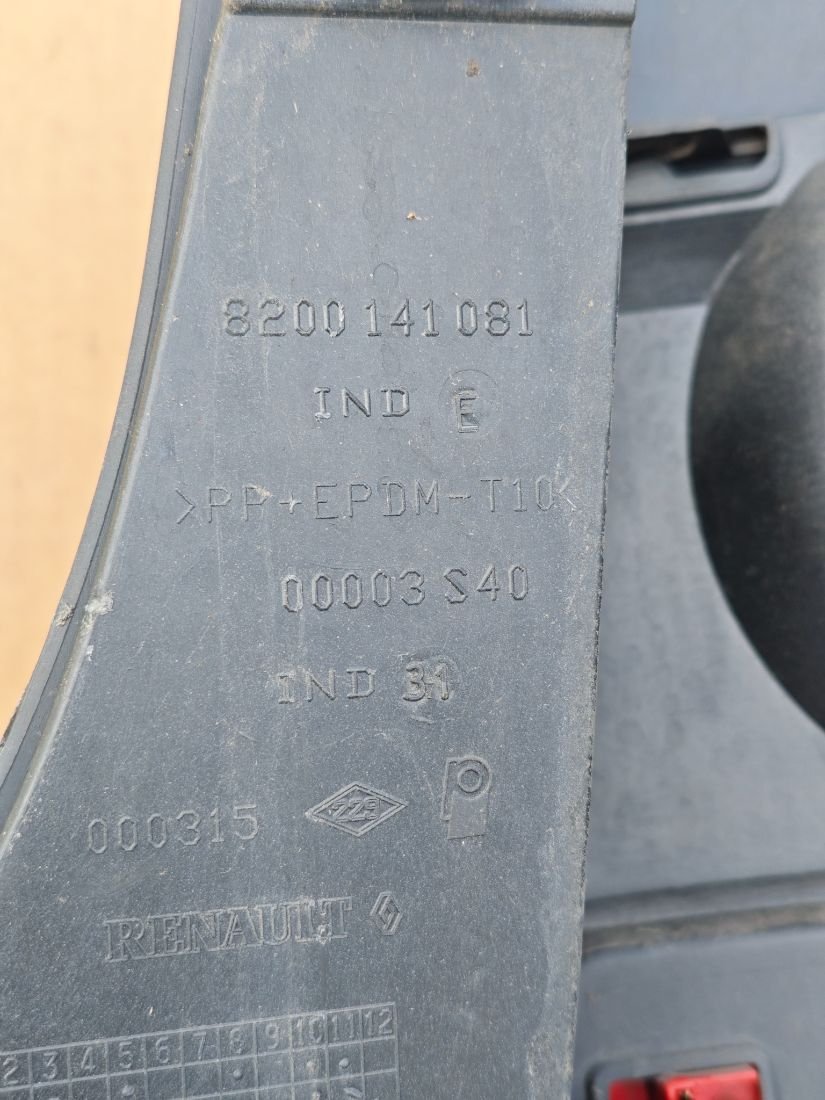 8200 141 081
IND E
>PP+EPDM-T10<
00003 S40
IND 31
000315 229
RENAULT
2 3 4 5 6 7 8 9 10 11 12